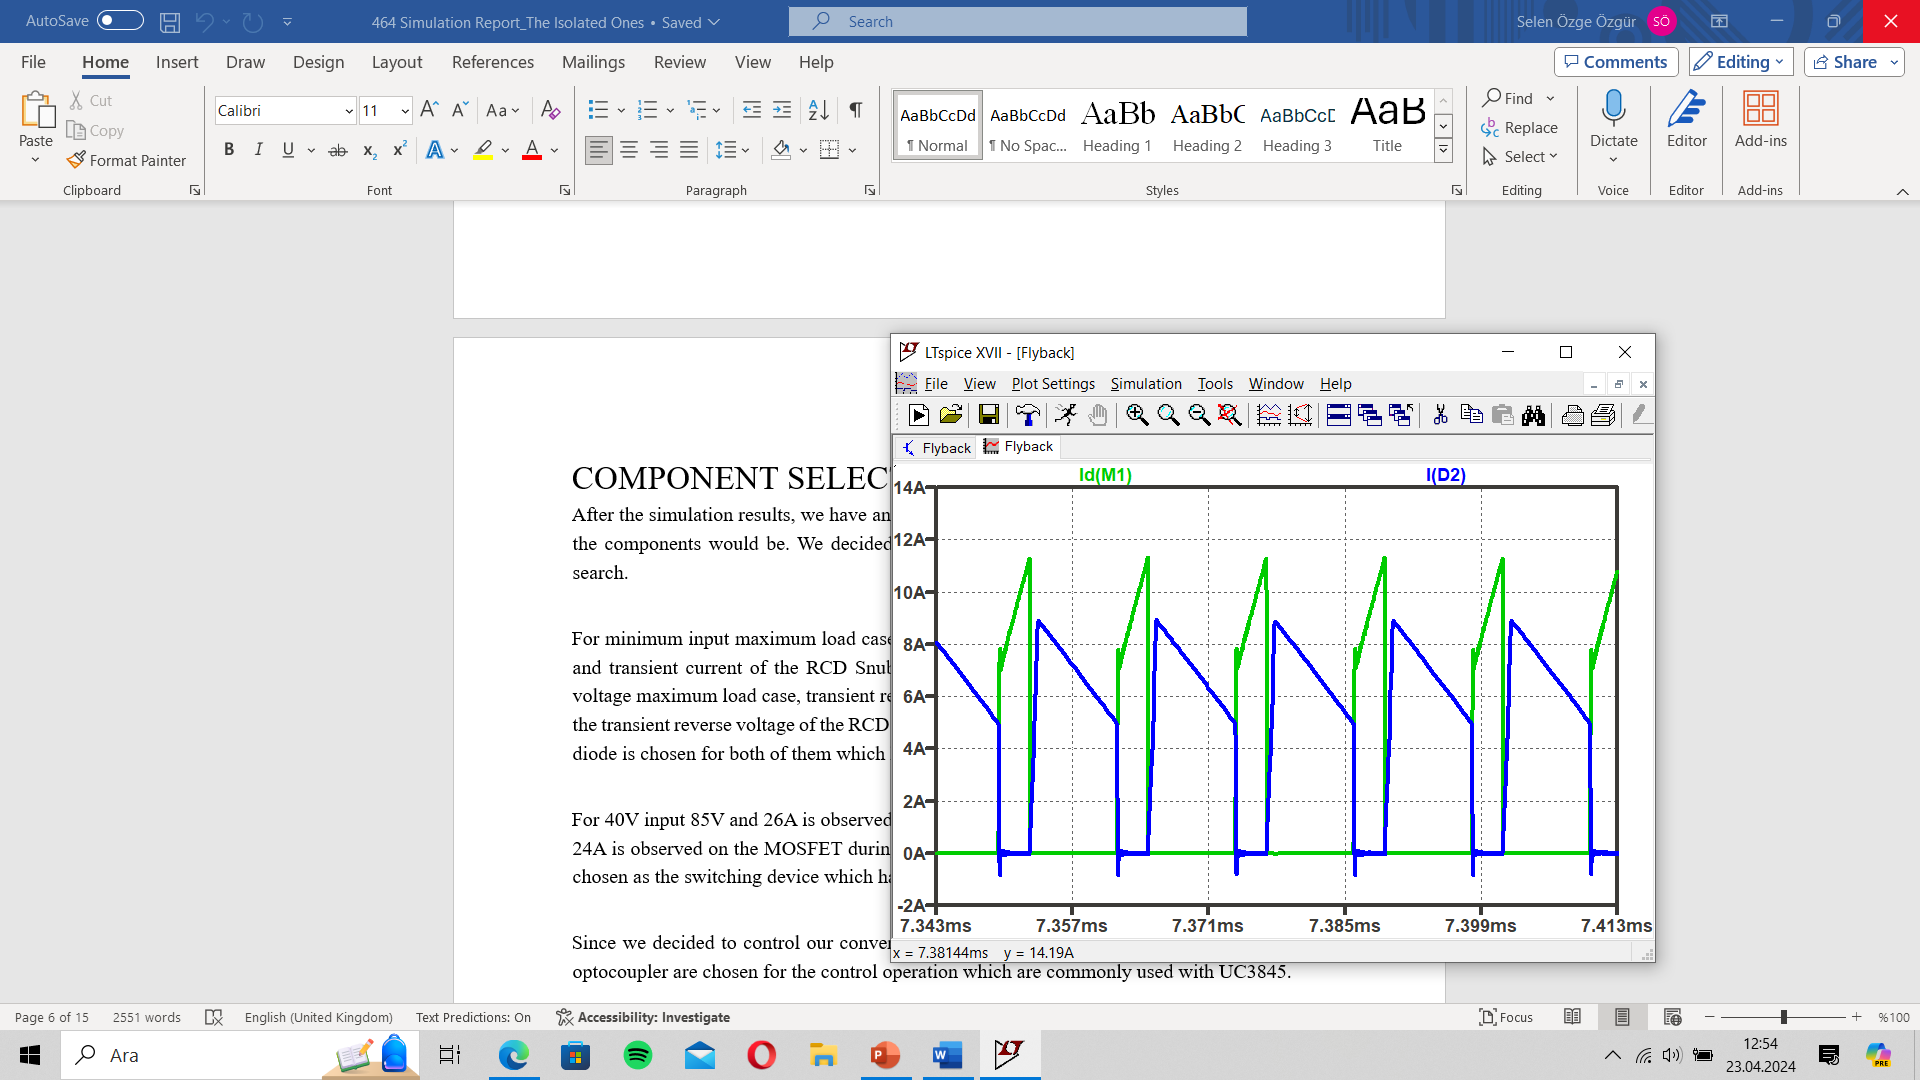 AutoSave
464 Simulation Report_The Isolated Ones • Saved
Search
Selen Özge Özgür
SÖ
File
Home
Insert
Draw
Design
Layout
References
Mailings
Review
View
Help
Comments
Editing
Share
Paste
Cut
Copy
Format Painter
Clipboard
Calibri
11
Aa
B I U ab x₂ x² A A
Font
Paragraph
AaBbCcDd
¶ Normal
AaBbCcDd
¶ No Spac...
AaBb
Heading 1
AaBbC
Heading 2
AaBbCcE
Heading 3
AaB
Title
Styles
Find
Replace
Select
Editing
Dictate
Voice
Editor
Editor
Add-ins
Add-ins
COMPONENT SELEC
After the simulation results, we have an
the components would be. We decided
search.
For minimum input maximum load case
and transient current of the RCD Snub
voltage maximum load case, transient re
the transient reverse voltage of the RCD
diode is chosen for both of them which
For 40V input 85V and 26A is observed
24A is observed on the MOSFET durin
chosen as the switching device which ha
Since we decided to control our conver
optocoupler are chosen for the control operation which are commonly used with UC3845.
LTspice XVII - [Flyback]
File View Plot Settings Simulation Tools Window Help
Flyback
Flyback
Id(M1) I(D2)
14A
12A
10A
8A
6A
4A
2A
0A
-2A
7.343ms 7.357ms 7.371ms 7.385ms 7.399ms 7.413ms
x = 7.38144ms y = 14.19A
Page 6 of 15
2551 words
English (United Kingdom)
Text Predictions: On
Accessibility: Investigate
Focus
%100
Ara
12:54
23.04.2024
PRE